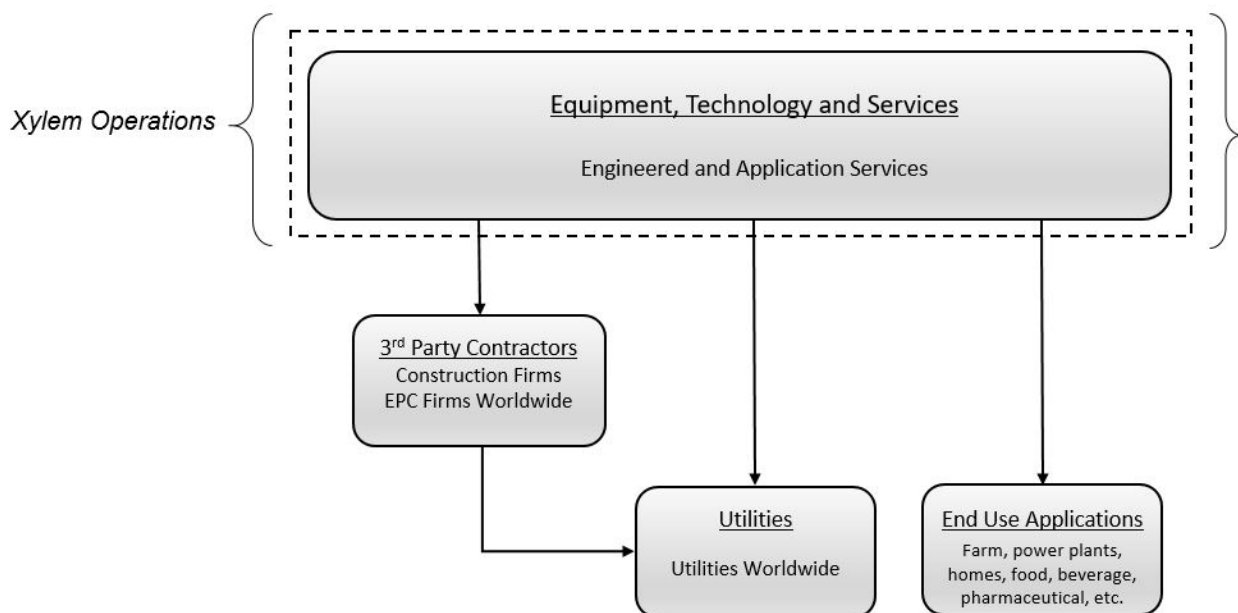 Xylem Operations
Equipment, Technology and Services
Engineered and Application Services
3rd Party Contractors
Construction Firms
EPC Firms Worldwide
Utilities
Utilities Worldwide
End Use Applications
Farm, power plants,
homes, food, beverage,
pharmaceutical, etc.